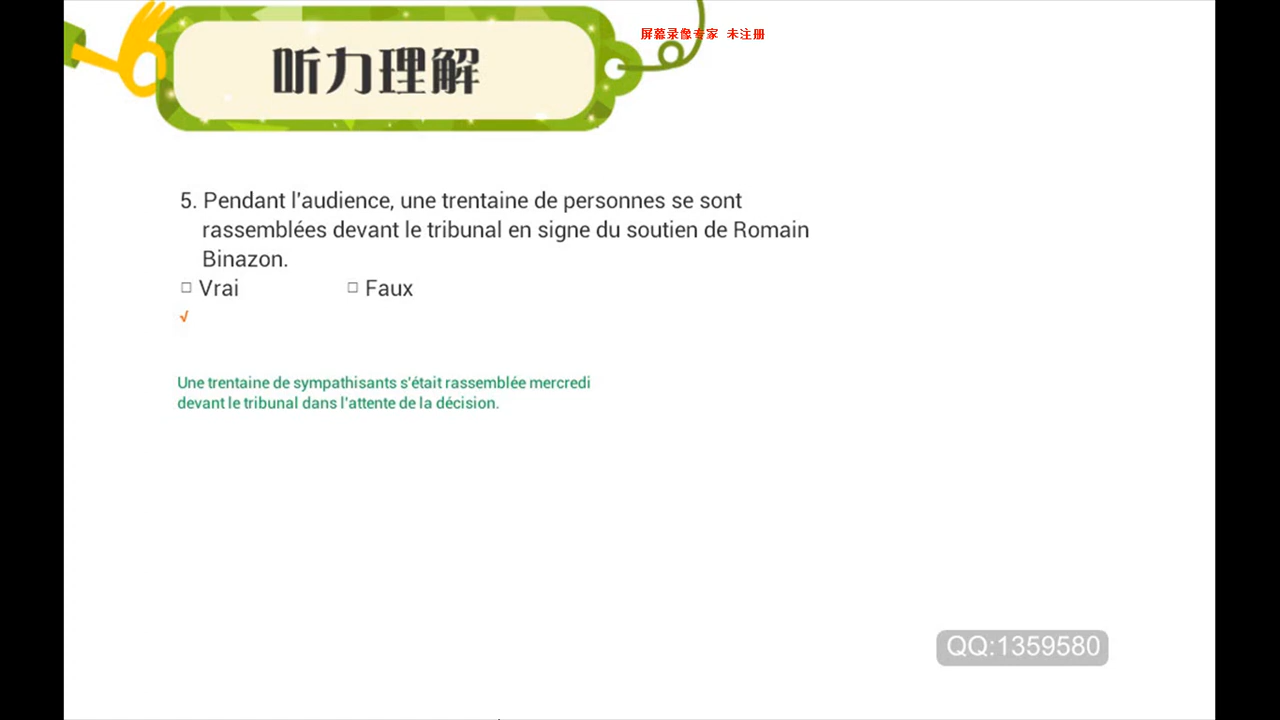 屏幕录像专家 未注册
听力理解
5. Pendant l'audience, une trentaine de personnes se sont
rassemblées devant le tribunal en signe du soutien de Romain
Binazon.
□ Vrai □ Faux
√
Une trentaine de sympathisants s'était rassemblée mercredi
devant le tribunal dans l'attente de la décision.
QQ:1359580